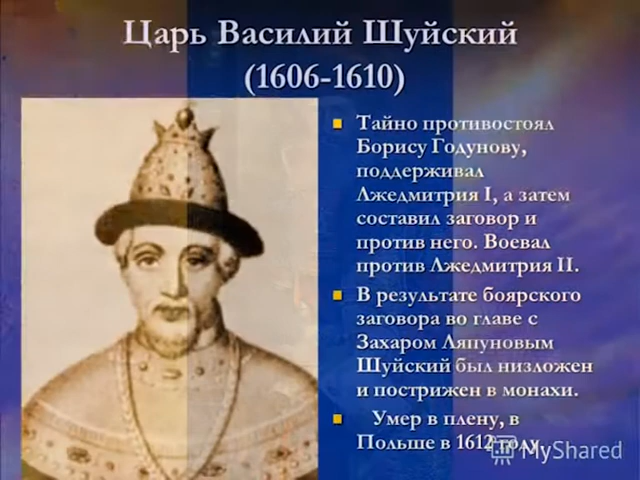 Царь Василий Шуйский
(1606-1610)
Тайно противостоял
Борису Годунову,
поддерживал
Лжедмитрия I, а затем
составил заговор и
против него. Воевал
против Лжедмитрия II.
В результате боярского
заговора во главе с
Захаром Ляпуновым
Шуйский был низложен
и пострижен в монахи.
Умер в плену, в
Польше в 1612 году.
MyShared